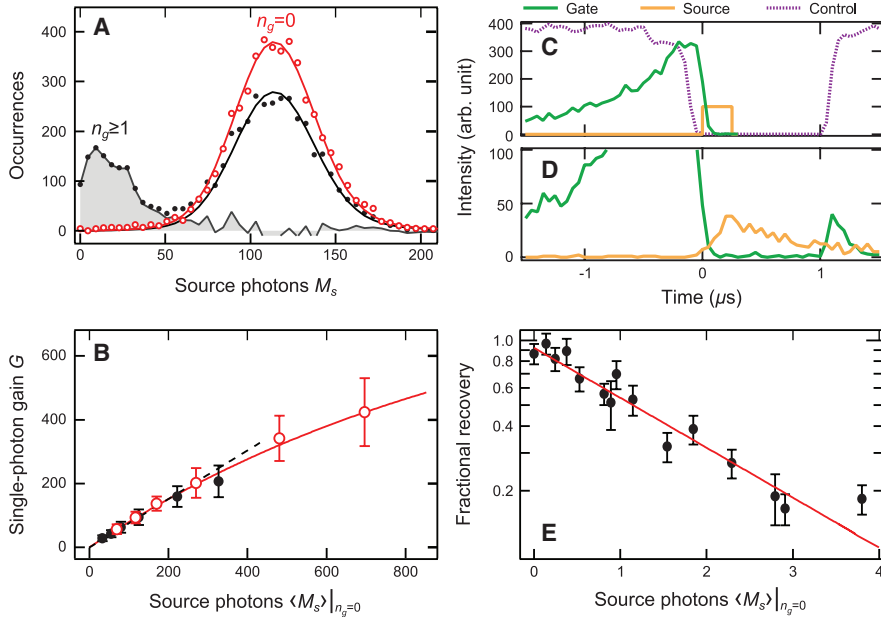 A
n_g=0
n_g≥1
Occurrences
400
300
200
100
0
0 50 100 150 200
Source photons M_s
Gate Source Control
C
400
300
200
100
0
D
100
50
0
Intensity (arb. unit)
-1 0 1
Time (μs)
B
Single-photon gain G
600
400
200
0
0 200 400 600 800
Source photons ⟨M_s⟩|_{n_g=0}
E
Fractional recovery
1.0
0.8
0.6
0.4
0.2
0 1 2 3 4
Source photons ⟨M_s⟩|_{n_g=0}